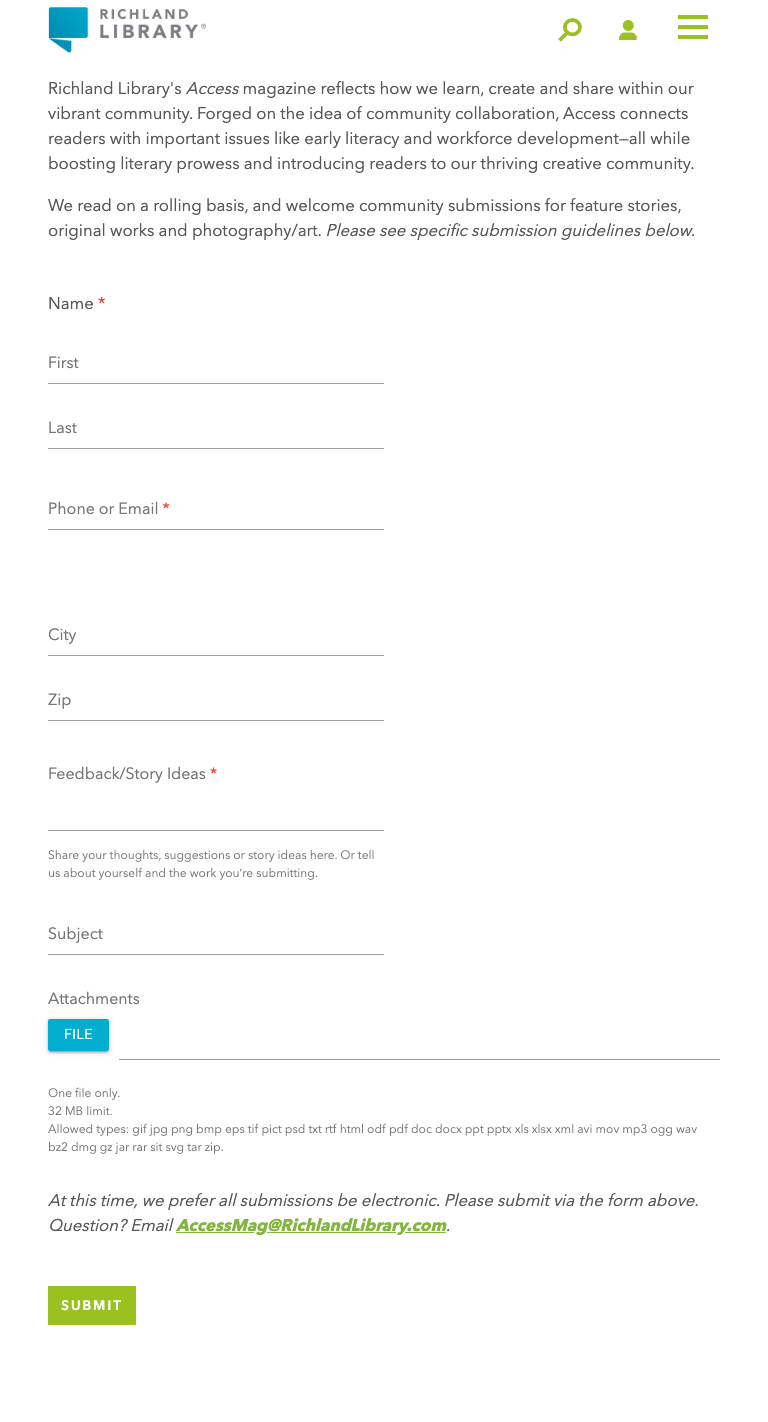 RICHLAND
LIBRARY®
Richland Library's Access magazine reflects how we learn, create and share within our
vibrant community. Forged on the idea of community collaboration, Access connects
readers with important issues like early literacy and workforce development—all while
boosting literary prowess and introducing readers to our thriving creative community.
We read on a rolling basis, and welcome community submissions for feature stories,
original works and photography/art. Please see specific submission guidelines below.
Name *
First
Last
Phone or Email *
City
Zip
Feedback/Story Ideas *
Share your thoughts, suggestions or story ideas here. Or tell
us about yourself and the work you're submitting.
Subject
Attachments
FILE
One file only.
32 MB limit.
Allowed types: gif jpg png bmp eps tif pict psd txt rtf html odf pdf doc docx ppt pptx xls xlsx xml avi mov mp3 ogg wav
bz2 dmg gz jar rar sit svg tar zip.
At this time, we prefer all submissions be electronic. Please submit via the form above.
Question? Email AccessMag@RichlandLibrary.com.
SUBMIT